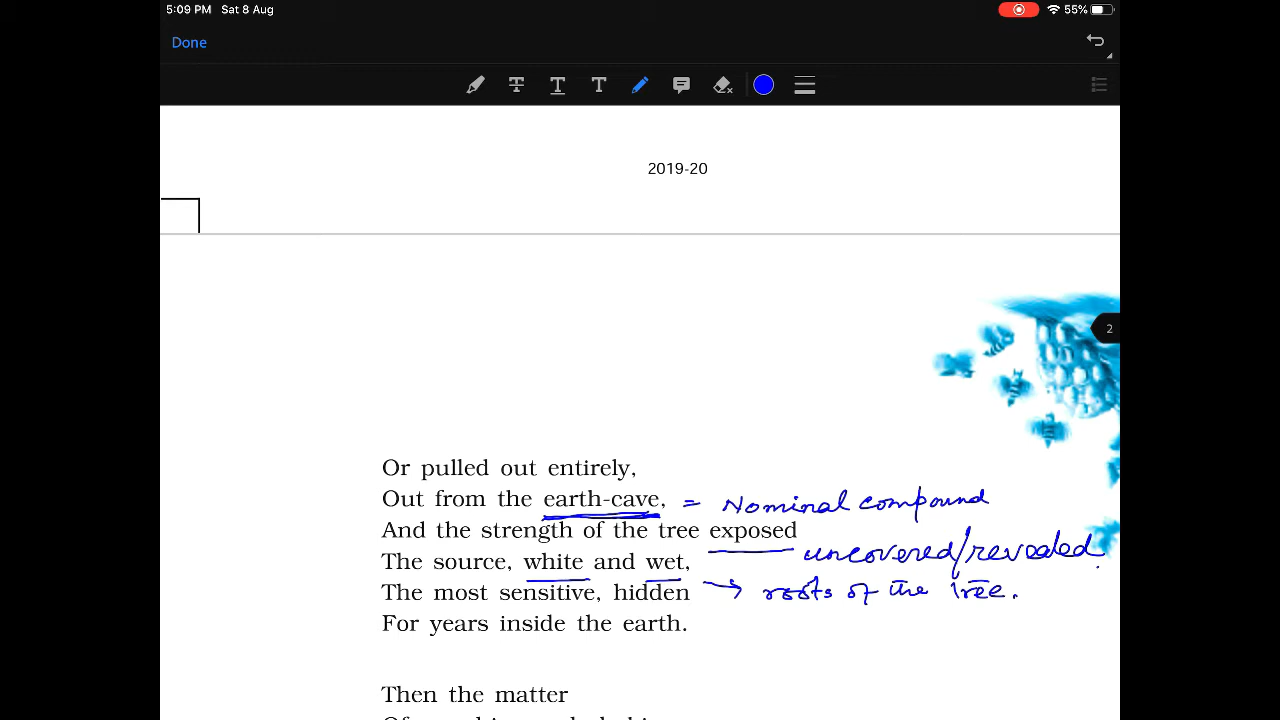 5:09 PM Sat 8 Aug 55%
Done
2019-20
2
Or pulled out entirely,
Out from the earth-cave, = Nominal compound
And the strength of the tree exposed
uncovered/revealed.
The source, white and wet,
The most sensitive, hidden → roots of the tree.
For years inside the earth.
Then the matter